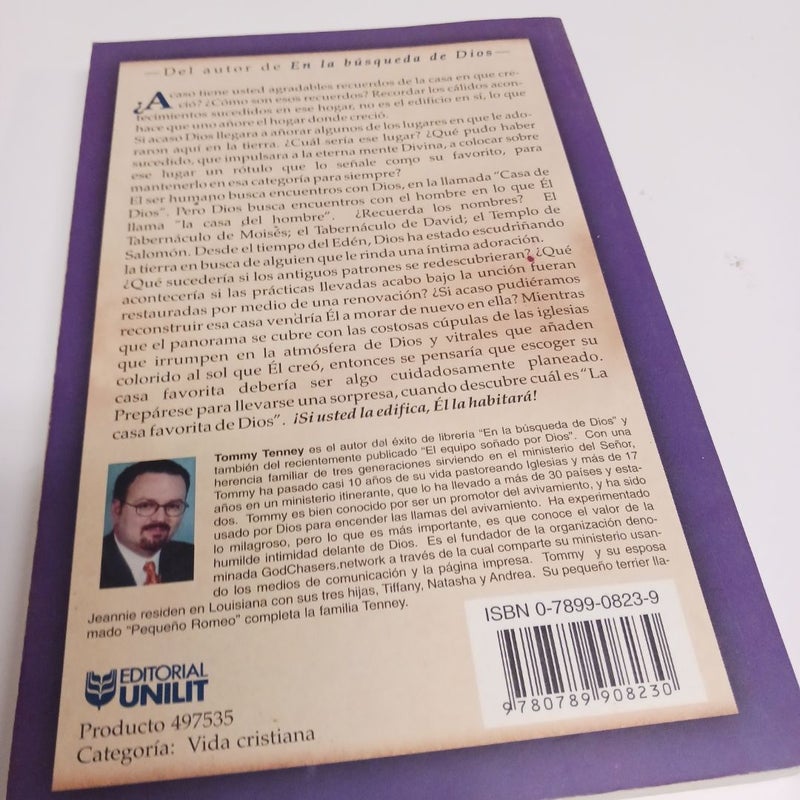 Del autor de En la búsqueda de Dios
¿Acaso tiene usted agradables recuerdos de la casa en que cre-
ció? ¿Cómo son esos recuerdos? Recordar los cálidos acon-
tecimientos sucedidos en ese hogar, no es el edificio en sí, lo que
hace que uno añore el hogar donde creció.
Si acaso Dios llegara a añorar algunos de los lugares en que le ado-
raron aquí en la tierra. ¿Cuál sería ese lugar? ¿Qué pudo haber
sucedido, que impulsara a la eterna mente Divina, a colocar sobre
ese lugar un rótulo que lo señale como su favorito, para
mantenerlo en esa categoría para siempre?
El ser humano busca encuentros con Dios, en la llamada "Casa de
Dios". Pero Dios busca encuentros con el hombre en lo que Él
llama "la casa del hombre". ¿Recuerda los nombres? El
Tabernáculo de Moisés; el Tabernáculo de David; el Templo de
Salomón. Desde el tiempo del Edén, Dios ha estado escudriñando
la tierra en busca de alguien que le rinda una íntima adoración.
¿Qué sucedería si los antiguos patrones se redescubrieran? ¿Qué
acontecería si las prácticas llevadas acabo bajo la unción fueran
restauradas por medio de una renovación? ¿Si acaso pudiéramos
reconstruir esa casa vendría Él a morar de nuevo en ella? Mientras
que el panorama se cubre con las costosas cúpulas de las iglesias
que irrumpen en la atmósfera de Dios y vitrales que añaden
colorido al sol que Él creó, entonces se pensaría que escoger su
casa favorita debería ser algo cuidadosamente planeado.
Prepárese para llevarse una sorpresa, cuando descubre cuál es "La
casa favorita de Dios". ¡Si usted la edifica, Él la habitará!
Tommy Tenney es el autor dal éxito de librería "En la búsqueda de Dios" y
también del recientemente publicado "El equipo soñado por Dios". Con una
herencia familiar de tres generaciones sirviendo en el ministerio del Señor,
Tommy ha pasado casi 10 años de su vida pastoreando Iglesias y más de 17
años en un ministerio itinerante, que lo ha llevado a más de 30 países y esta-
dos. Tommy es bien conocido por ser un promotor del avivamiento, y ha sido
usado por Dios para encender las llamas del avivamiento. Ha experimentado
lo milagroso, pero lo que es más importante, es que conoce el valor de la
humilde intimidad delante de Dios. Es el fundador de la organización deno-
minada GodChasers.network a través de la cual comparte su ministerio usan-
do los medios de comunicación y la página impresa. Tommy y su esposa
Jeannie residen en Louisiana con sus tres hijas, Tiffany, Natasha y Andrea. Su pequeño terrier lla-
mado "Pequeño Romeo" completa la familia Tenney.
ISBN 0-7899-0823-9
9 780789 908230
EDITORIAL
UNILIT
Producto 497535
Categoría: Vida cristiana